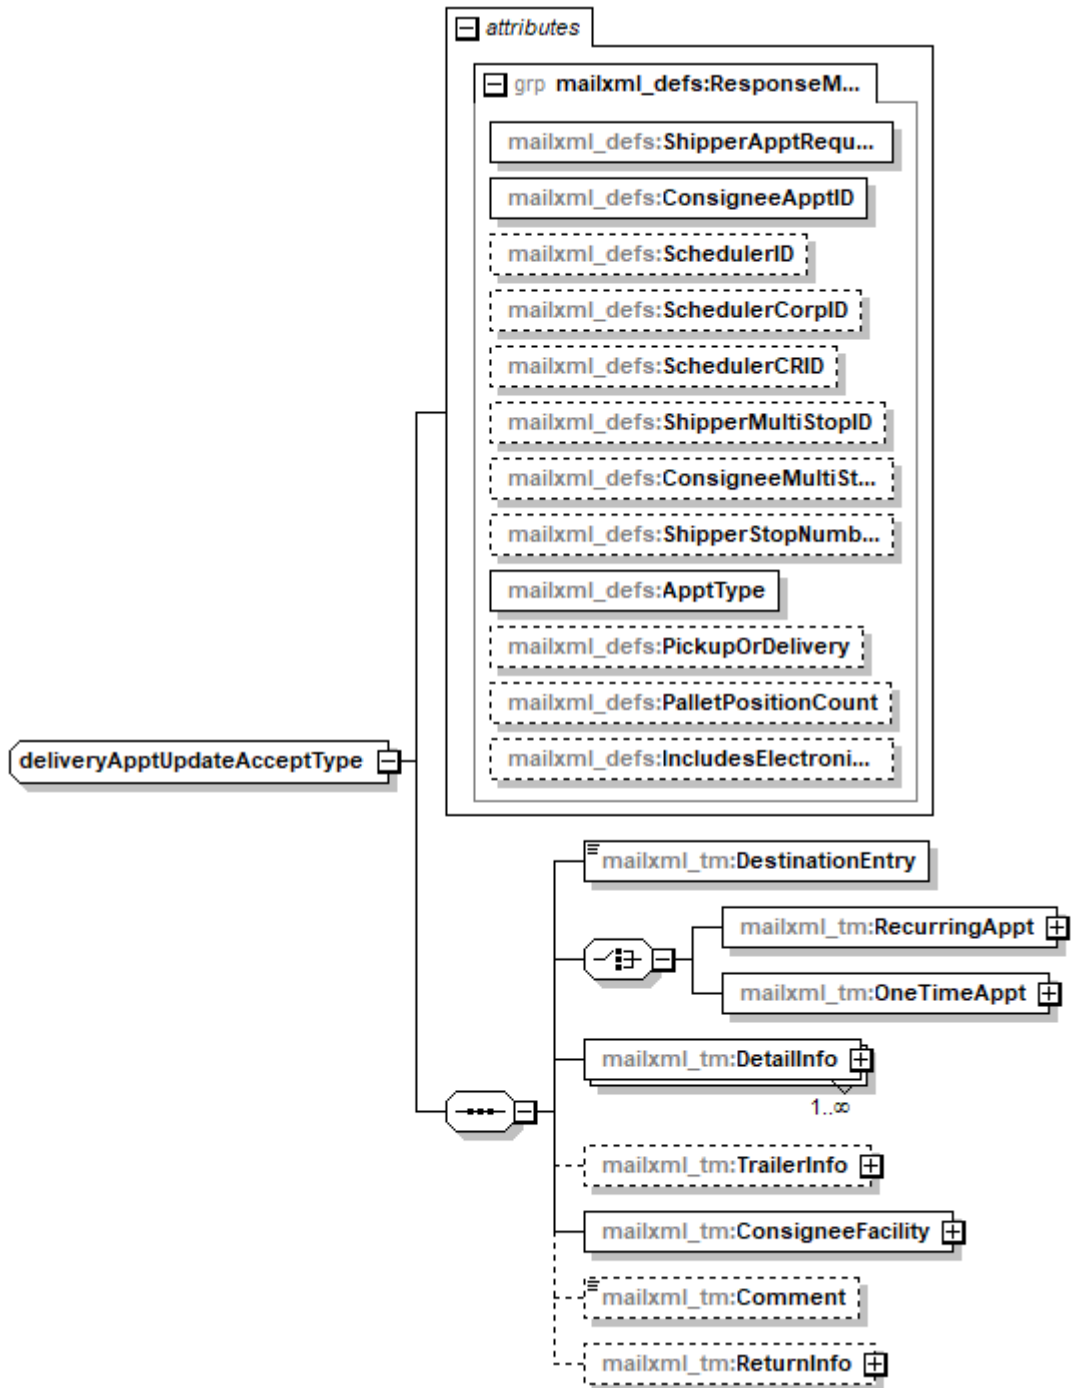 attributes
grp mailxml_defs:ResponseM...
mailxml_defs:ShipperApptRequ...
mailxml_defs:ConsigneeApptID
mailxml_defs:SchedulerID
mailxml_defs:SchedulerCorpID
mailxml_defs:SchedulerCRID
mailxml_defs:ShipperMultiStopID
mailxml_defs:ConsigneeMultiSt...
mailxml_defs:ShipperStopNumb...
mailxml_defs:ApptType
mailxml_defs:PickupOrDelivery
mailxml_defs:PalletPositionCount
deliveryApptUpdateAcceptType
mailxml_defs:IncludesElectroni...
mailxml_tm:DestinationEntry
mailxml_tm:RecurringAppt
mailxml_tm:OneTimeAppt
mailxml_tm:DetailInfo
1..∞
mailxml_tm:TrailerInfo
mailxml_tm:ConsigneeFacility
mailxml_tm:Comment
mailxml_tm:ReturnInfo